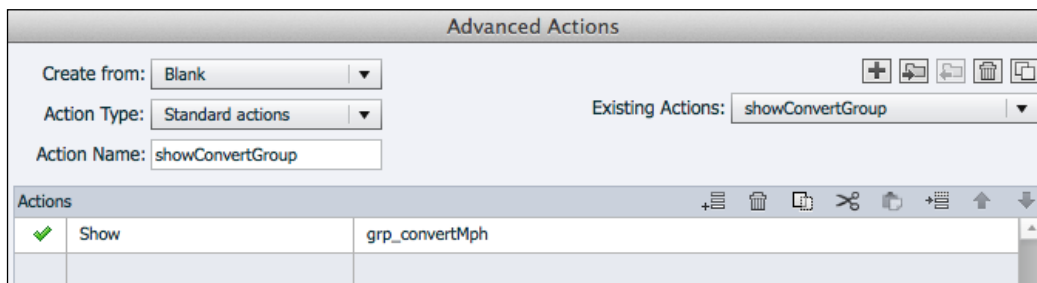 Advanced Actions
Create from: Blank
Action Type: Standard actions
Existing Actions: showConvertGroup
Action Name: showConvertGroup
Actions
Show grp_convertMph